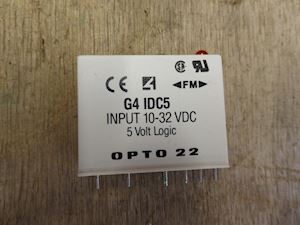 CE
FM
G4 IDC5
INPUT 10-32 VDC
5 Volt Logic
OPTO 22